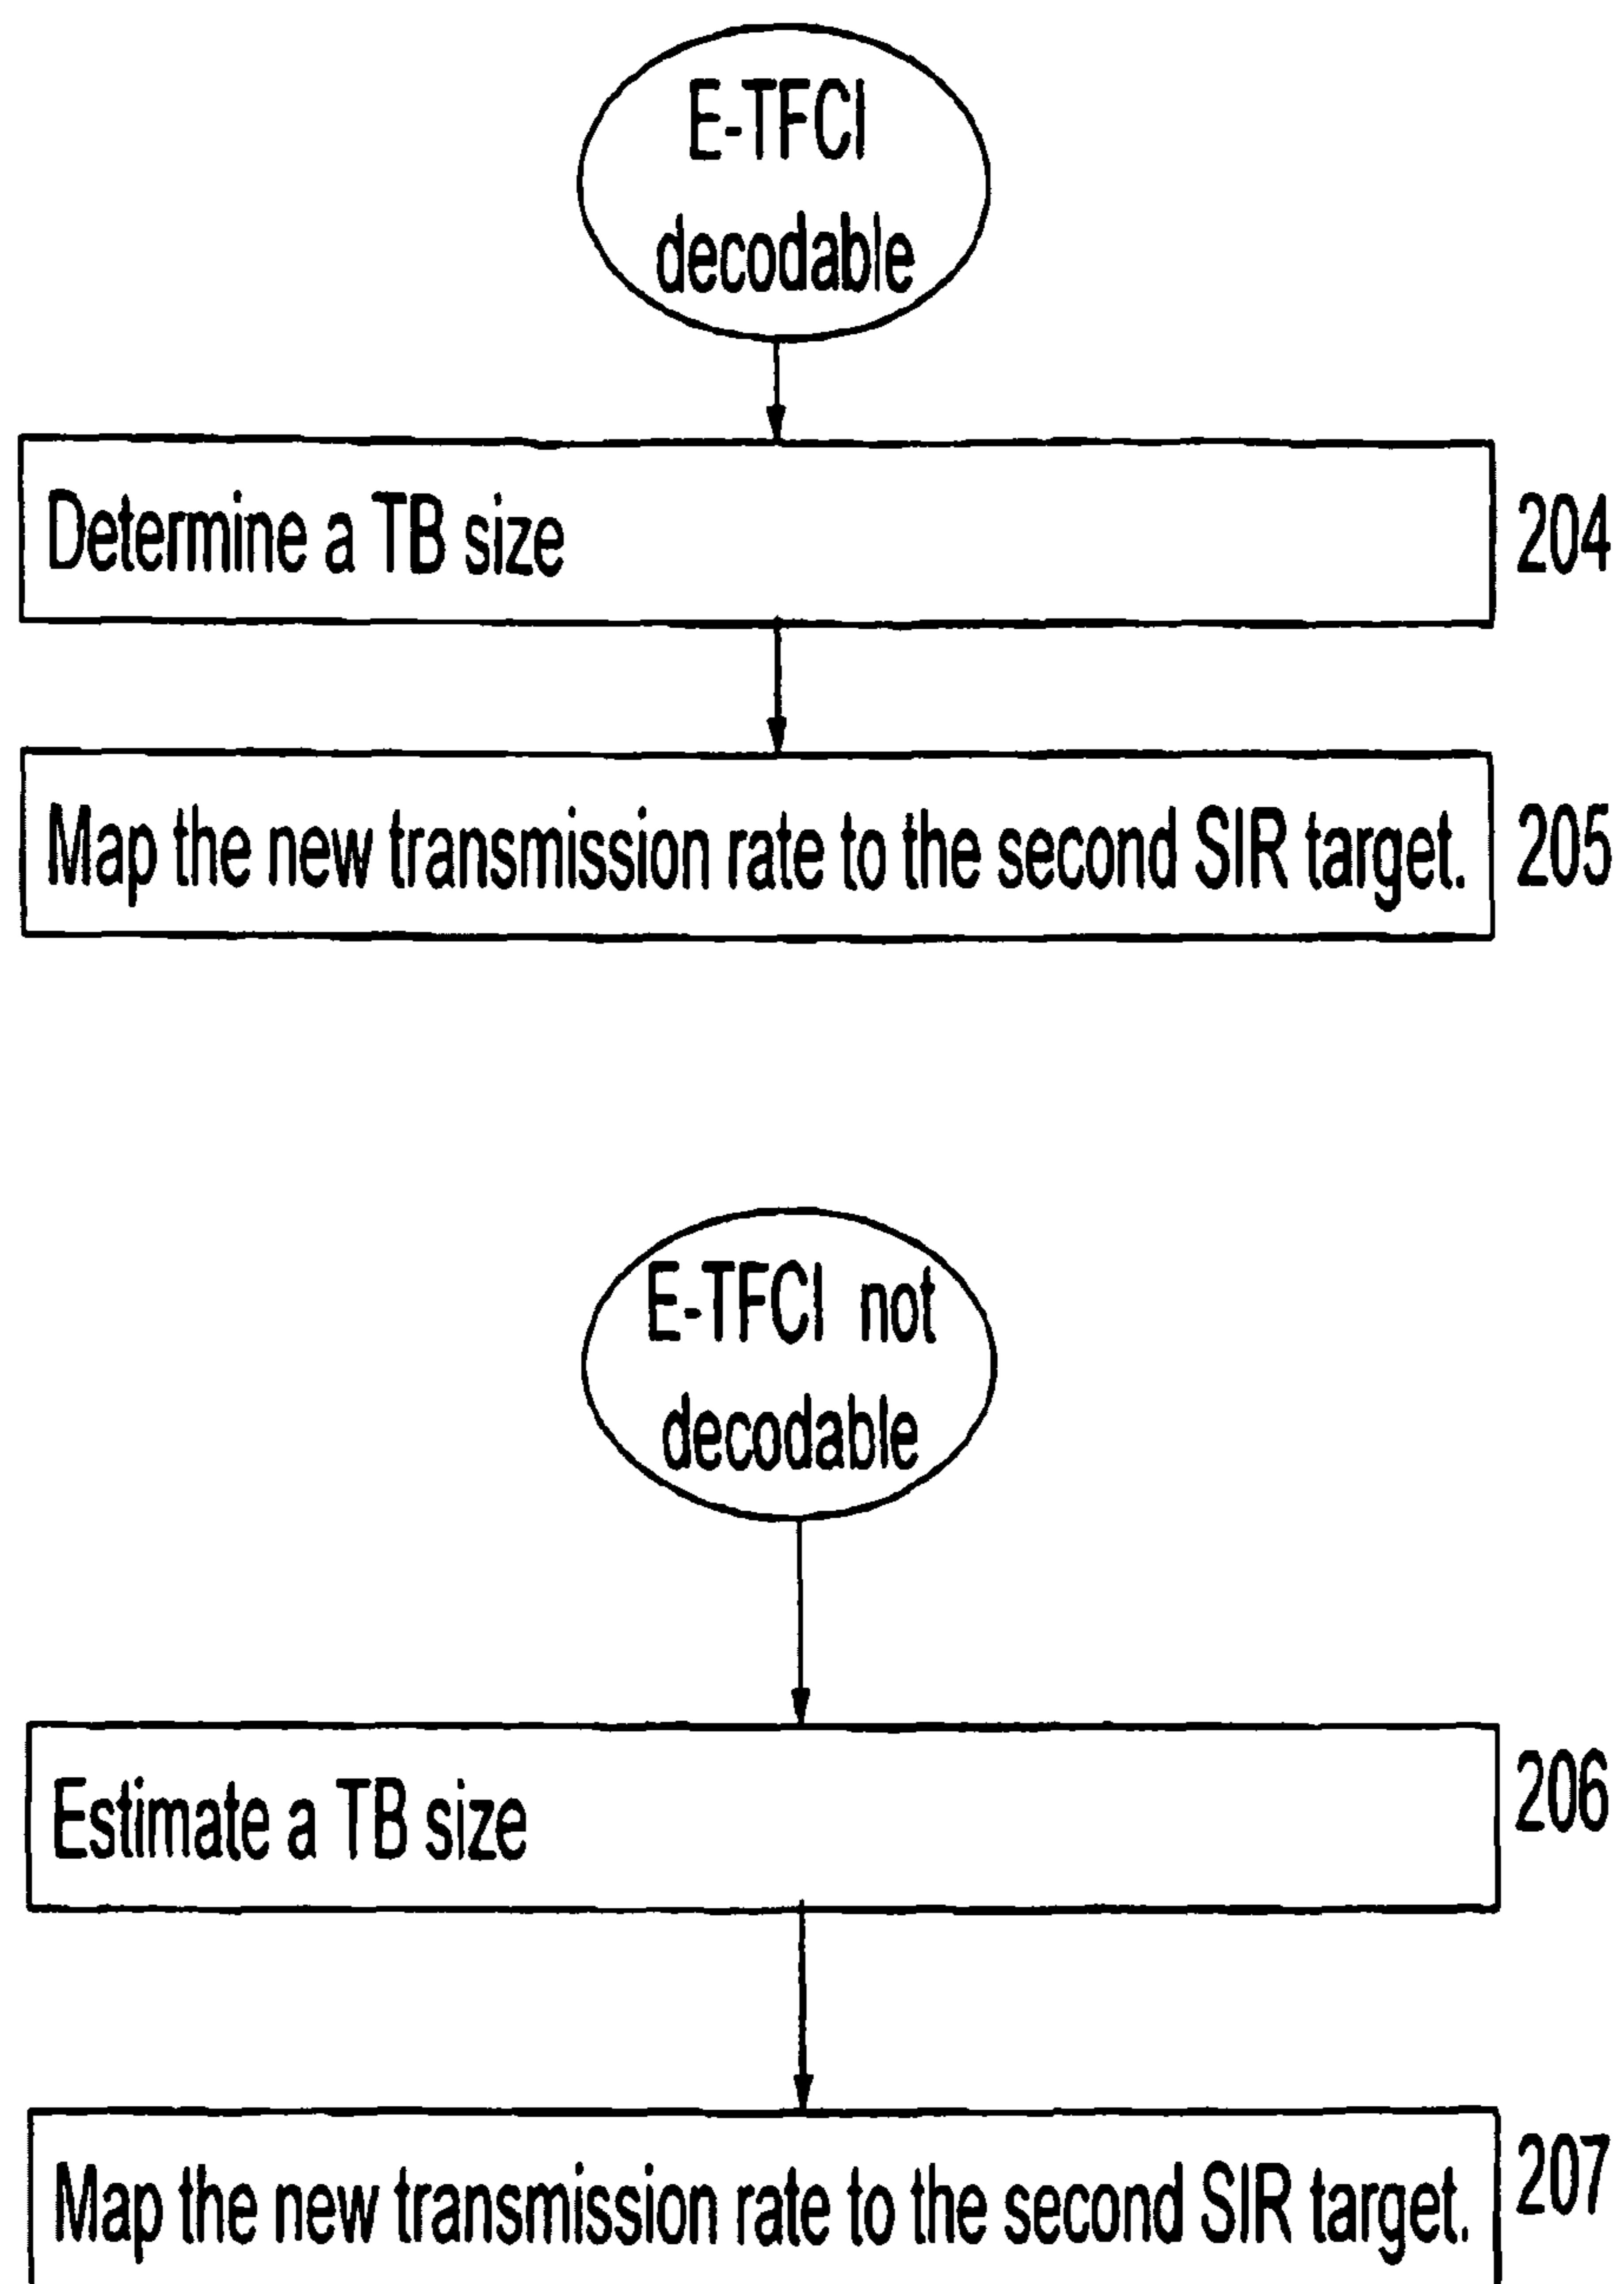 E-TFCI
decodable
Determine a TB size
204
Map the new transmission rate to the second SIR target.
205
E-TFCI not
decodable
Estimate a TB size
206
Map the new transmission rate to the second SIR target.
207